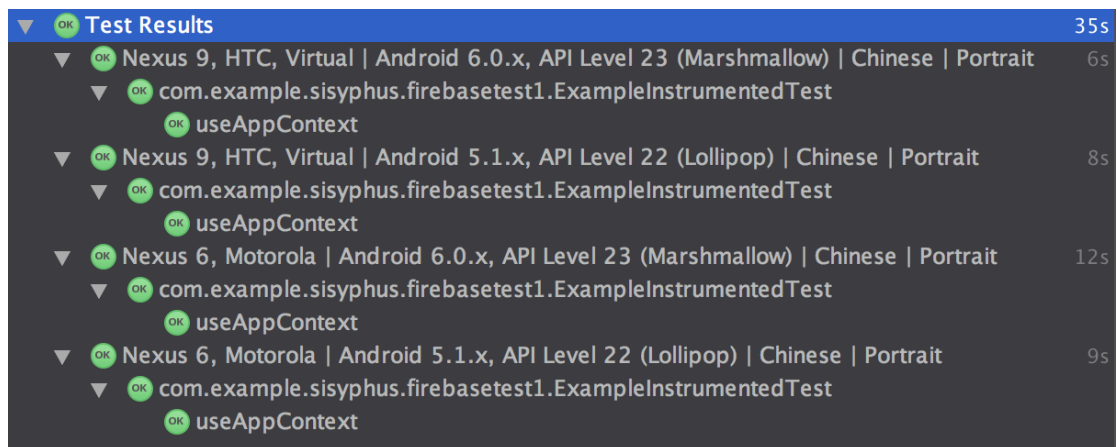 OK Test Results 35s
OK Nexus 9, HTC, Virtual | Android 6.0.x, API Level 23 (Marshmallow) | Chinese | Portrait 6s
OK com.example.sisyphus.firebasetest1.ExampleInstrumentedTest
OK useAppContext
OK Nexus 9, HTC, Virtual | Android 5.1.x, API Level 22 (Lollipop) | Chinese | Portrait 8s
OK com.example.sisyphus.firebasetest1.ExampleInstrumentedTest
OK useAppContext
OK Nexus 6, Motorola | Android 6.0.x, API Level 23 (Marshmallow) | Chinese | Portrait 12s
OK com.example.sisyphus.firebasetest1.ExampleInstrumentedTest
OK useAppContext
OK Nexus 6, Motorola | Android 5.1.x, API Level 22 (Lollipop) | Chinese | Portrait 9s
OK com.example.sisyphus.firebasetest1.ExampleInstrumentedTest
OK useAppContext